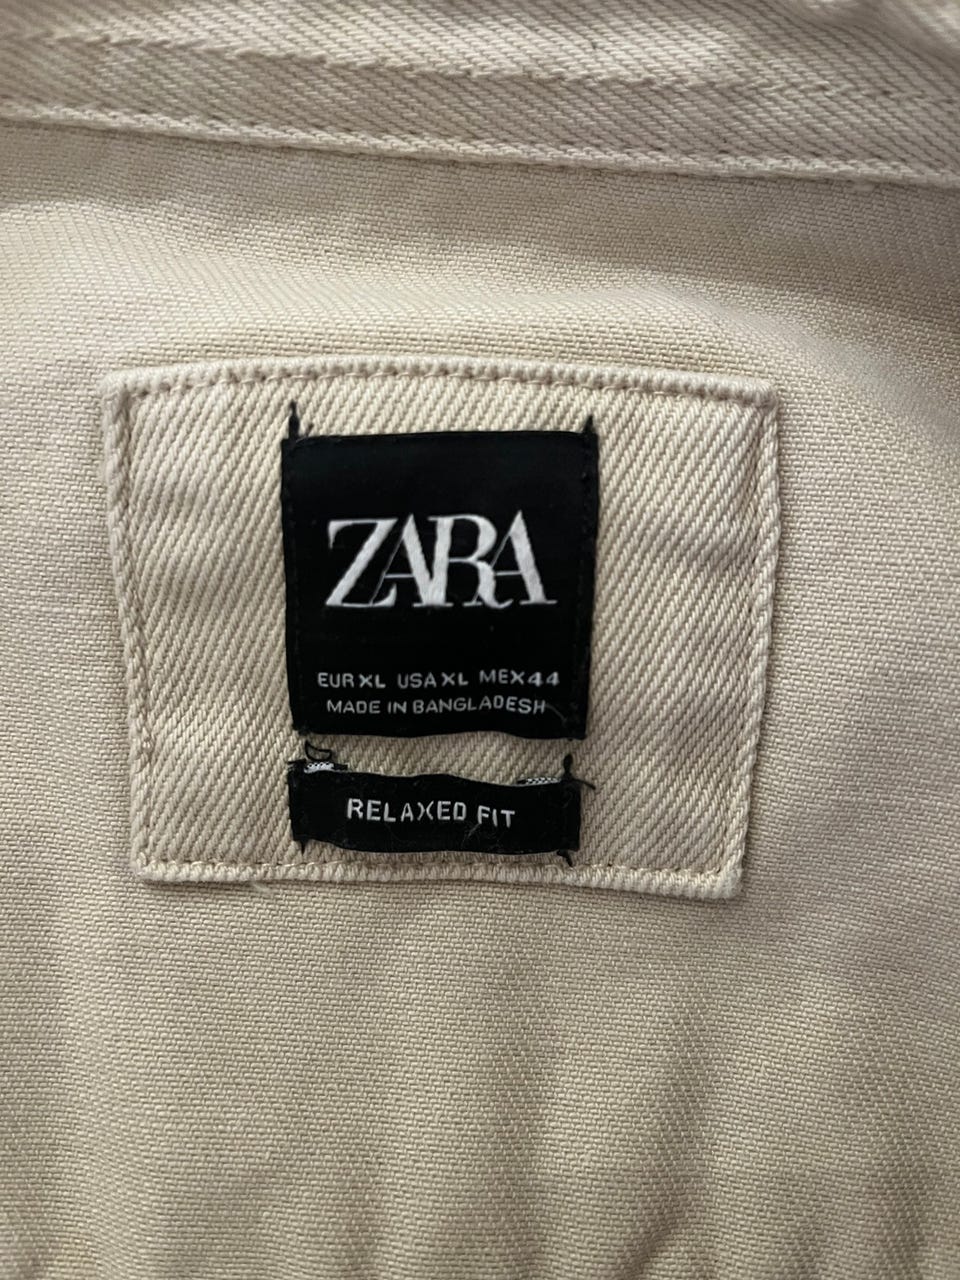 ZARA
EUR XL USA XL MEX 44
MADE IN BANGLADESH
RELAXED FIT